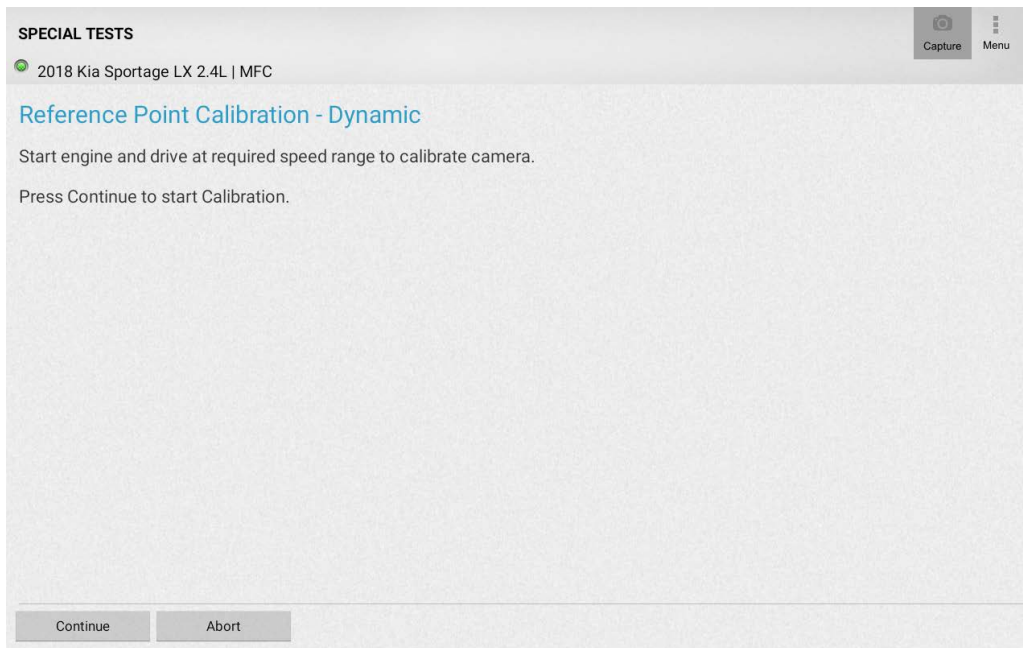 SPECIAL TESTS
Capture
Menu
2018 Kia Sportage LX 2.4L | MFC
Reference Point Calibration - Dynamic
Start engine and drive at required speed range to calibrate camera.
Press Continue to start Calibration.
Continue
Abort